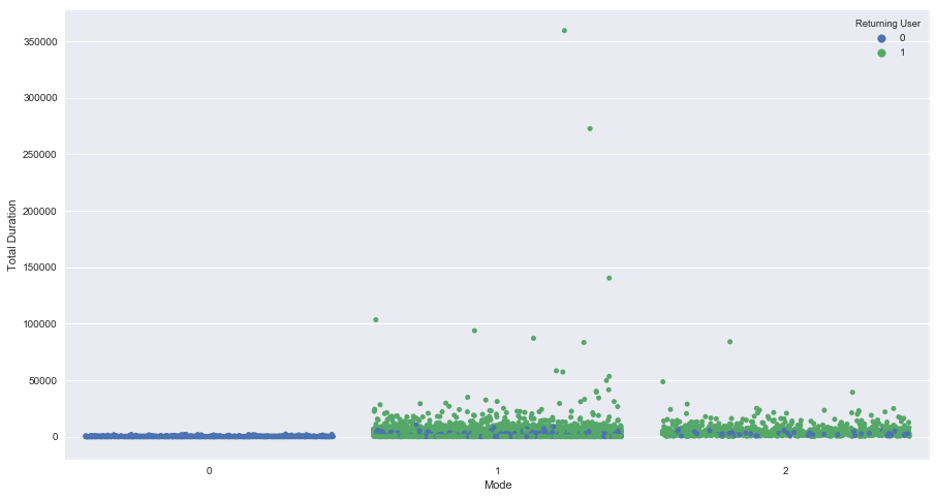 Returning User
0
1
350000
300000
250000
200000
150000
100000
50000
0
Total Duration
0 1 2
Mode